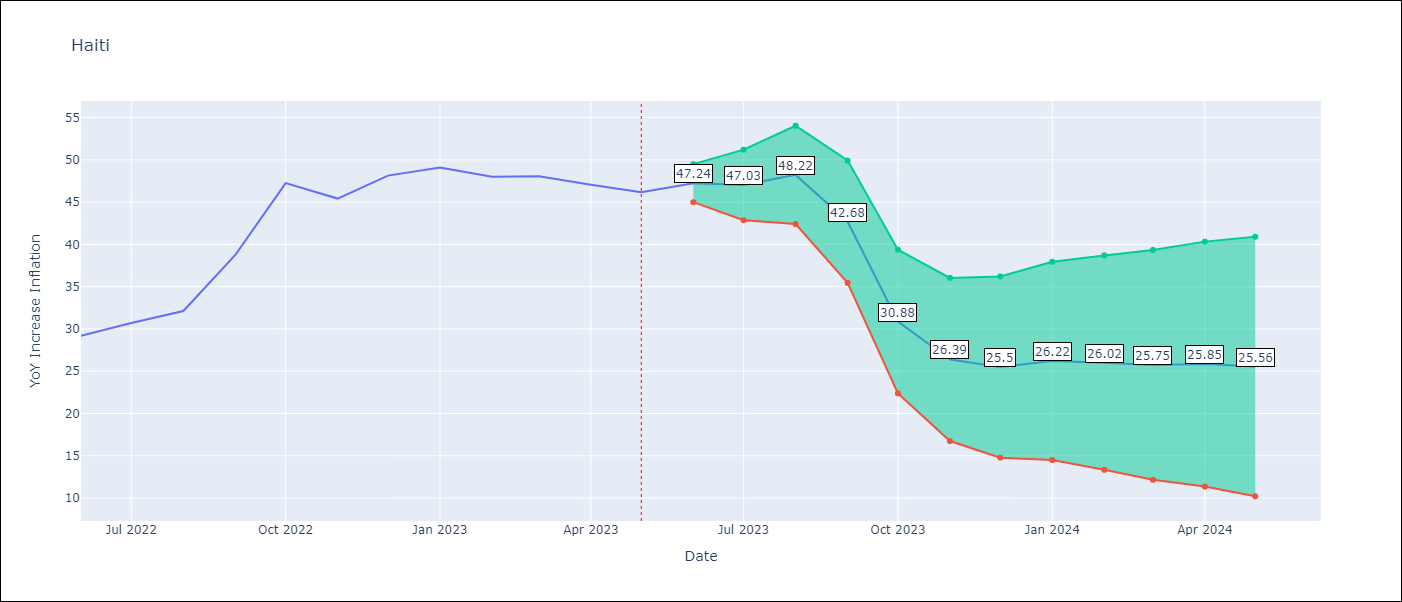 Haiti
YoY Increase Inflation
55
50
45
40
35
30
25
20
15
10
47.24
47.03
48.22
42.68
30.88
26.39
25.5
26.22
26.02
25.75
25.85
25.56
Jul 2022
Oct 2022
Jan 2023
Apr 2023
Jul 2023
Oct 2023
Jan 2024
Apr 2024
Date